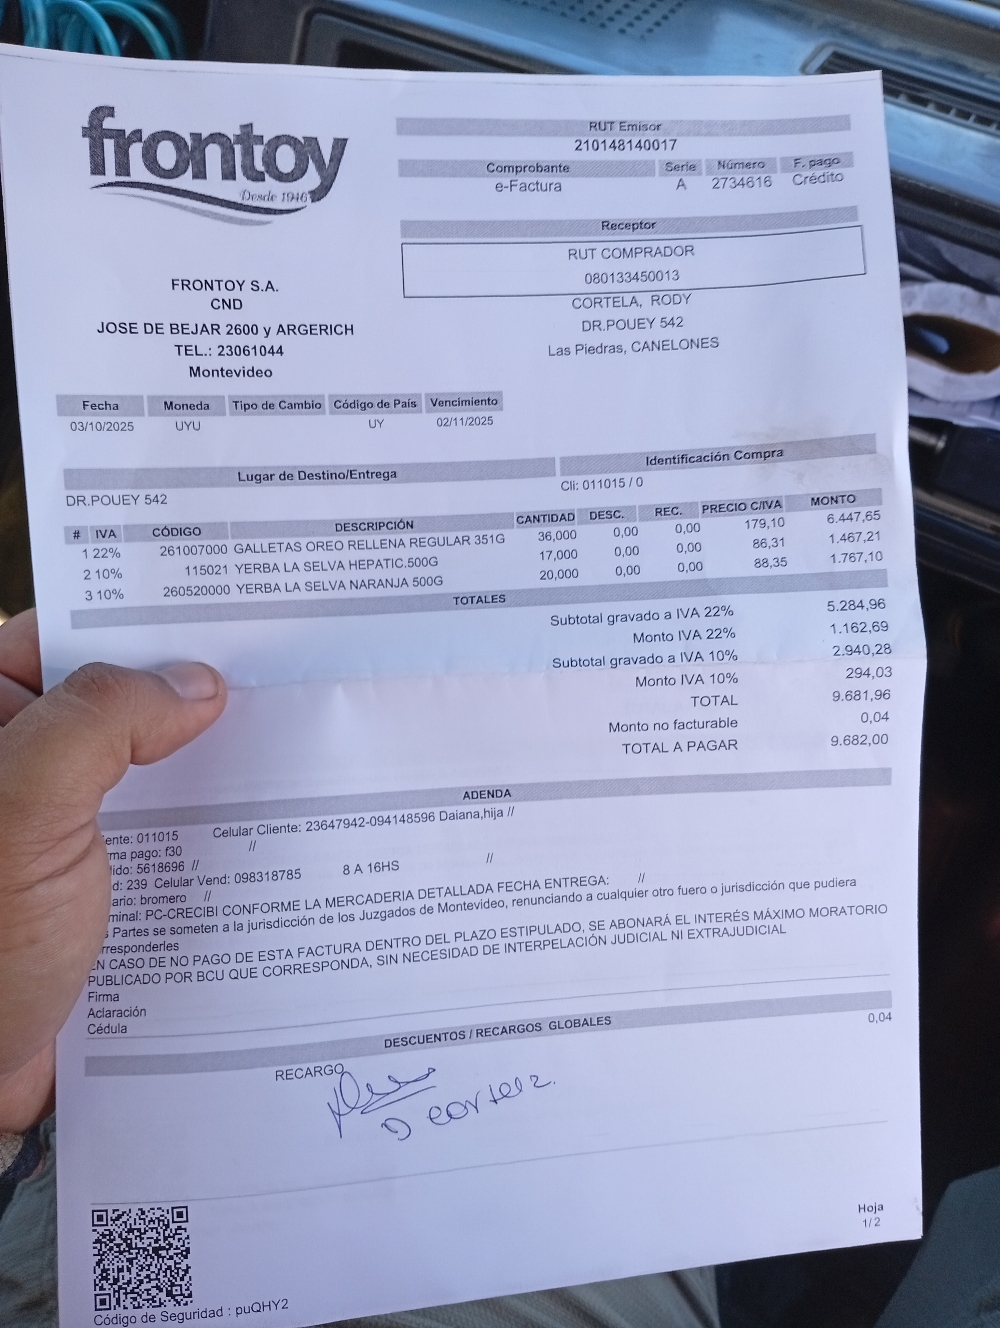 frontoy
Desde 1946
RUT Emisor
210148140017
Comprobante Serie Número F. pago
e-Factura A 2734616 Crédito
Receptor
RUT COMPRADOR
080133450013
CORTELA, RODY
DR.POUEY 542
Las Piedras, CANELONES
FRONTOY S.A.
CND
JOSE DE BEJAR 2600 y ARGERICH
TEL.: 23061044
Montevideo
Fecha Moneda Tipo de Cambio Código de País Vencimiento
03/10/2025 UYU UY 02/11/2025
Lugar de Destino/Entrega Identificación Compra
DR.POUEY 542 Cli: 011015 / 0
# IVA CÓDIGO DESCRIPCIÓN CANTIDAD DESC. REC. PRECIO C/IVA MONTO
1 22% 261007000 GALLETAS OREO RELLENA REGULAR 351G 36,000 0,00 0,00 179,10 6.447,65
2 10% 115021 YERBA LA SELVA HEPATIC.500G 17,000 0,00 0,00 86,31 1.467,21
3 10% 260520000 YERBA LA SELVA NARANJA 500G 20,000 0,00 0,00 88,35 1.767,10
TOTALES
Subtotal gravado a IVA 22% 5.284,96
Monto IVA 22% 1.162,69
Subtotal gravado a IVA 10% 2.940,28
Monto IVA 10% 294,03
TOTAL 9.681,96
Monto no facturable 0,04
TOTAL A PAGAR 9.682,00
ADENDA
ente: 011015 Celular Cliente: 23647942-094148596 Daiana,hija //
ma pago: f30 //
lido: 5618696 //
d: 239 Celular Vend: 098318785 8 A 16HS //
ario: bromero //
minal: PC-CRECIBI CONFORME LA MERCADERIA DETALLADA FECHA ENTREGA: //
s Partes se someten a la jurisdicción de los Juzgados de Montevideo, renunciando a cualquier otro fuero o jurisdicción que pudiera
rresponderles
EN CASO DE NO PAGO DE ESTA FACTURA DENTRO DEL PLAZO ESTIPULADO, SE ABONARÁ EL INTERÉS MÁXIMO MORATORIO
PUBLICADO POR BCU QUE CORRESPONDA, SIN NECESIDAD DE INTERPELACIÓN JUDICIAL NI EXTRAJUDICIAL
Firma
Aclaración
Cédula
DESCUENTOS / RECARGOS GLOBALES
RECARGO 0,04
D cortela
Hoja
1/2
Código de Seguridad : puQHY2